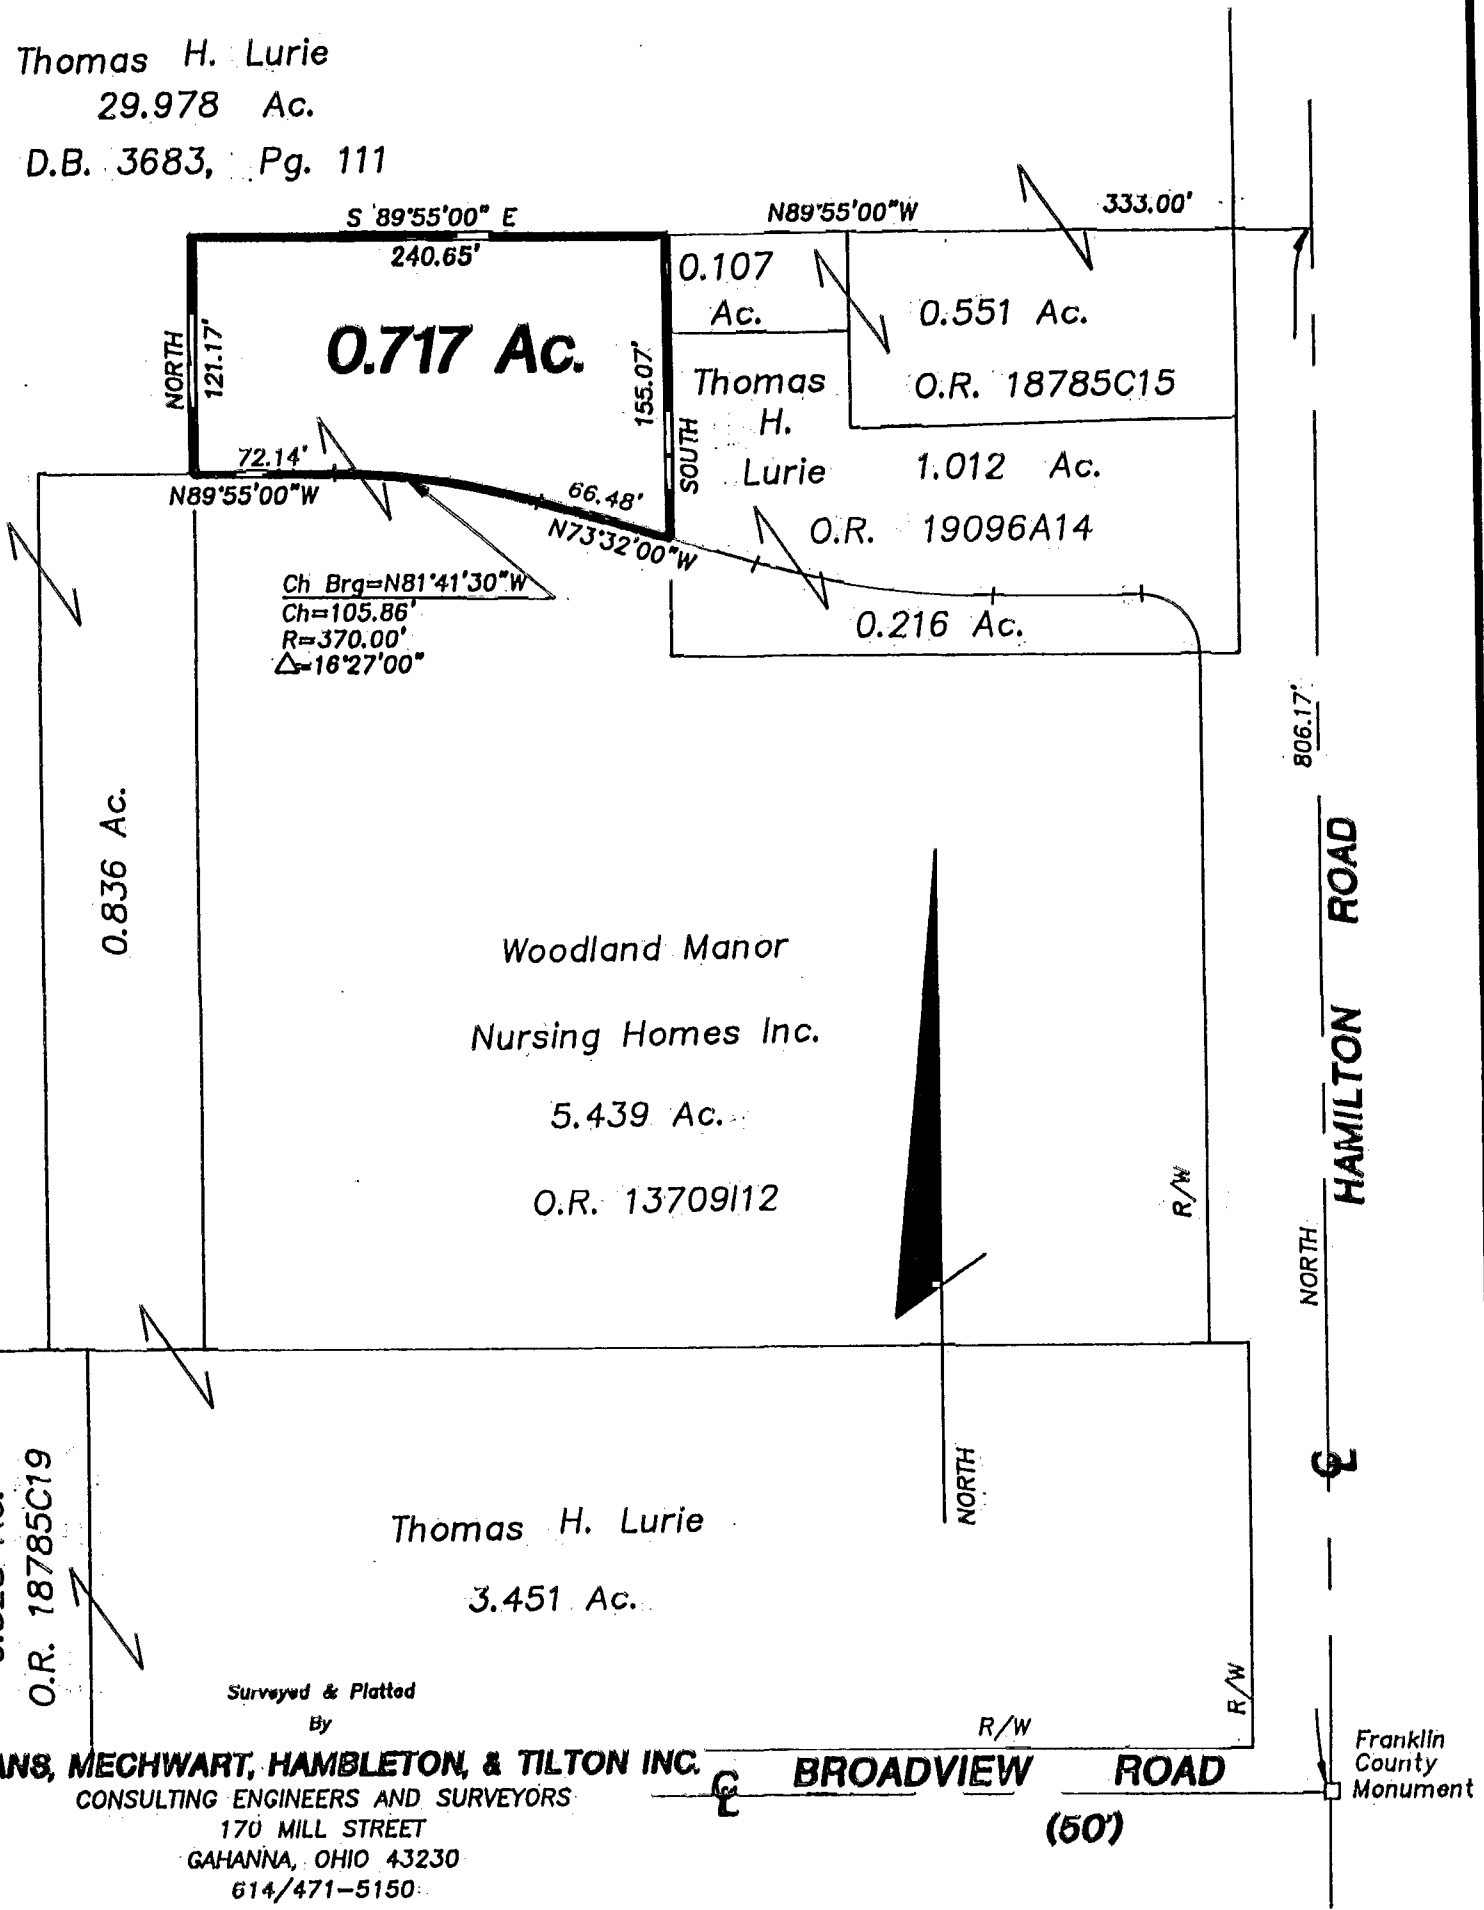 Thomas H. Lurie
29.978 Ac.
D.B. 3683, Pg. 111
S 89°55'00" E
240.65'
N89°55'00"W
333.00'
0.717 Ac.
NORTH
121.17'
155.07'
SOUTH
0.107
Ac.
0.551 Ac.
O.R. 18785C15
Thomas
H.
Lurie
1.012 Ac.
O.R. 19096A14
72.14'
N89°55'00"W
66.48'
N73°32'00"W
Ch Brg=N81°41'30"W
Ch=105.86'
R=370.00'
Δ=16°27'00"
0.216 Ac.
806.17'
0.836 Ac.
HAMILTON ROAD
Woodland Manor
Nursing Homes Inc.
5.439 Ac.
O.R. 13709I12
R/W
NORTH
NORTH
℄
O.R. 18785C19
Thomas H. Lurie
3.451 Ac.
R/W
Surveyed & Platted
By
ANS, MECHWART, HAMBLETON, & TILTON INC.
CONSULTING ENGINEERS AND SURVEYORS
170 MILL STREET
GAHANNA, OHIO 43230
614/471-5150
R/W
℄
BROADVIEW ROAD
(50')
Franklin
County
Monument